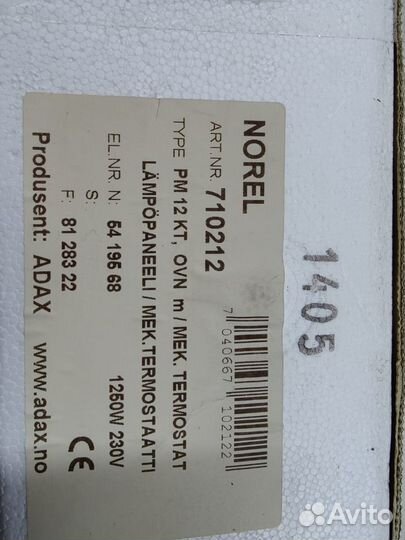 NOREL
ART.NR. 710212
7 040667 102122
TYPE PM 12 KT, OVN m / MEK. TERMOSTAT
LÄMPÖPANEELI / MEK.TERMOSTAATTI
EL.NR. N: 54 195 68 1250W 230V
S:
F: 81 283 22 CE
Produsent: ADAX www.adax.no
1405
Avito